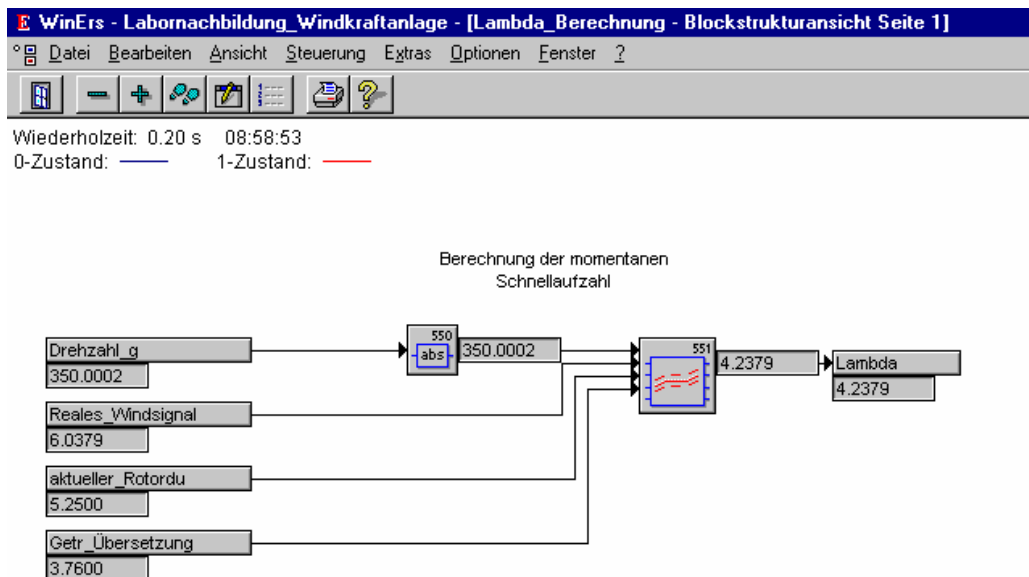 WinErs - Labornachbildung_Windkraftanlage - [Lambda_Berechnung - Blockstrukturansicht Seite 1]
Datei Bearbeiten Ansicht Steuerung Extras Optionen Fenster ?
Wiederholzeit: 0.20 s 08:58:53
0-Zustand: 1-Zustand:
Berechnung der momentanen
Schnellaufzahl
Drehzahl_g
350.0002
550
abs
350.0002
551
4.2379
Lambda
4.2379
Reales_Windsignal
6.0379
aktueller_Rotordu
5.2500
Getr_Übersetzung
3.7600